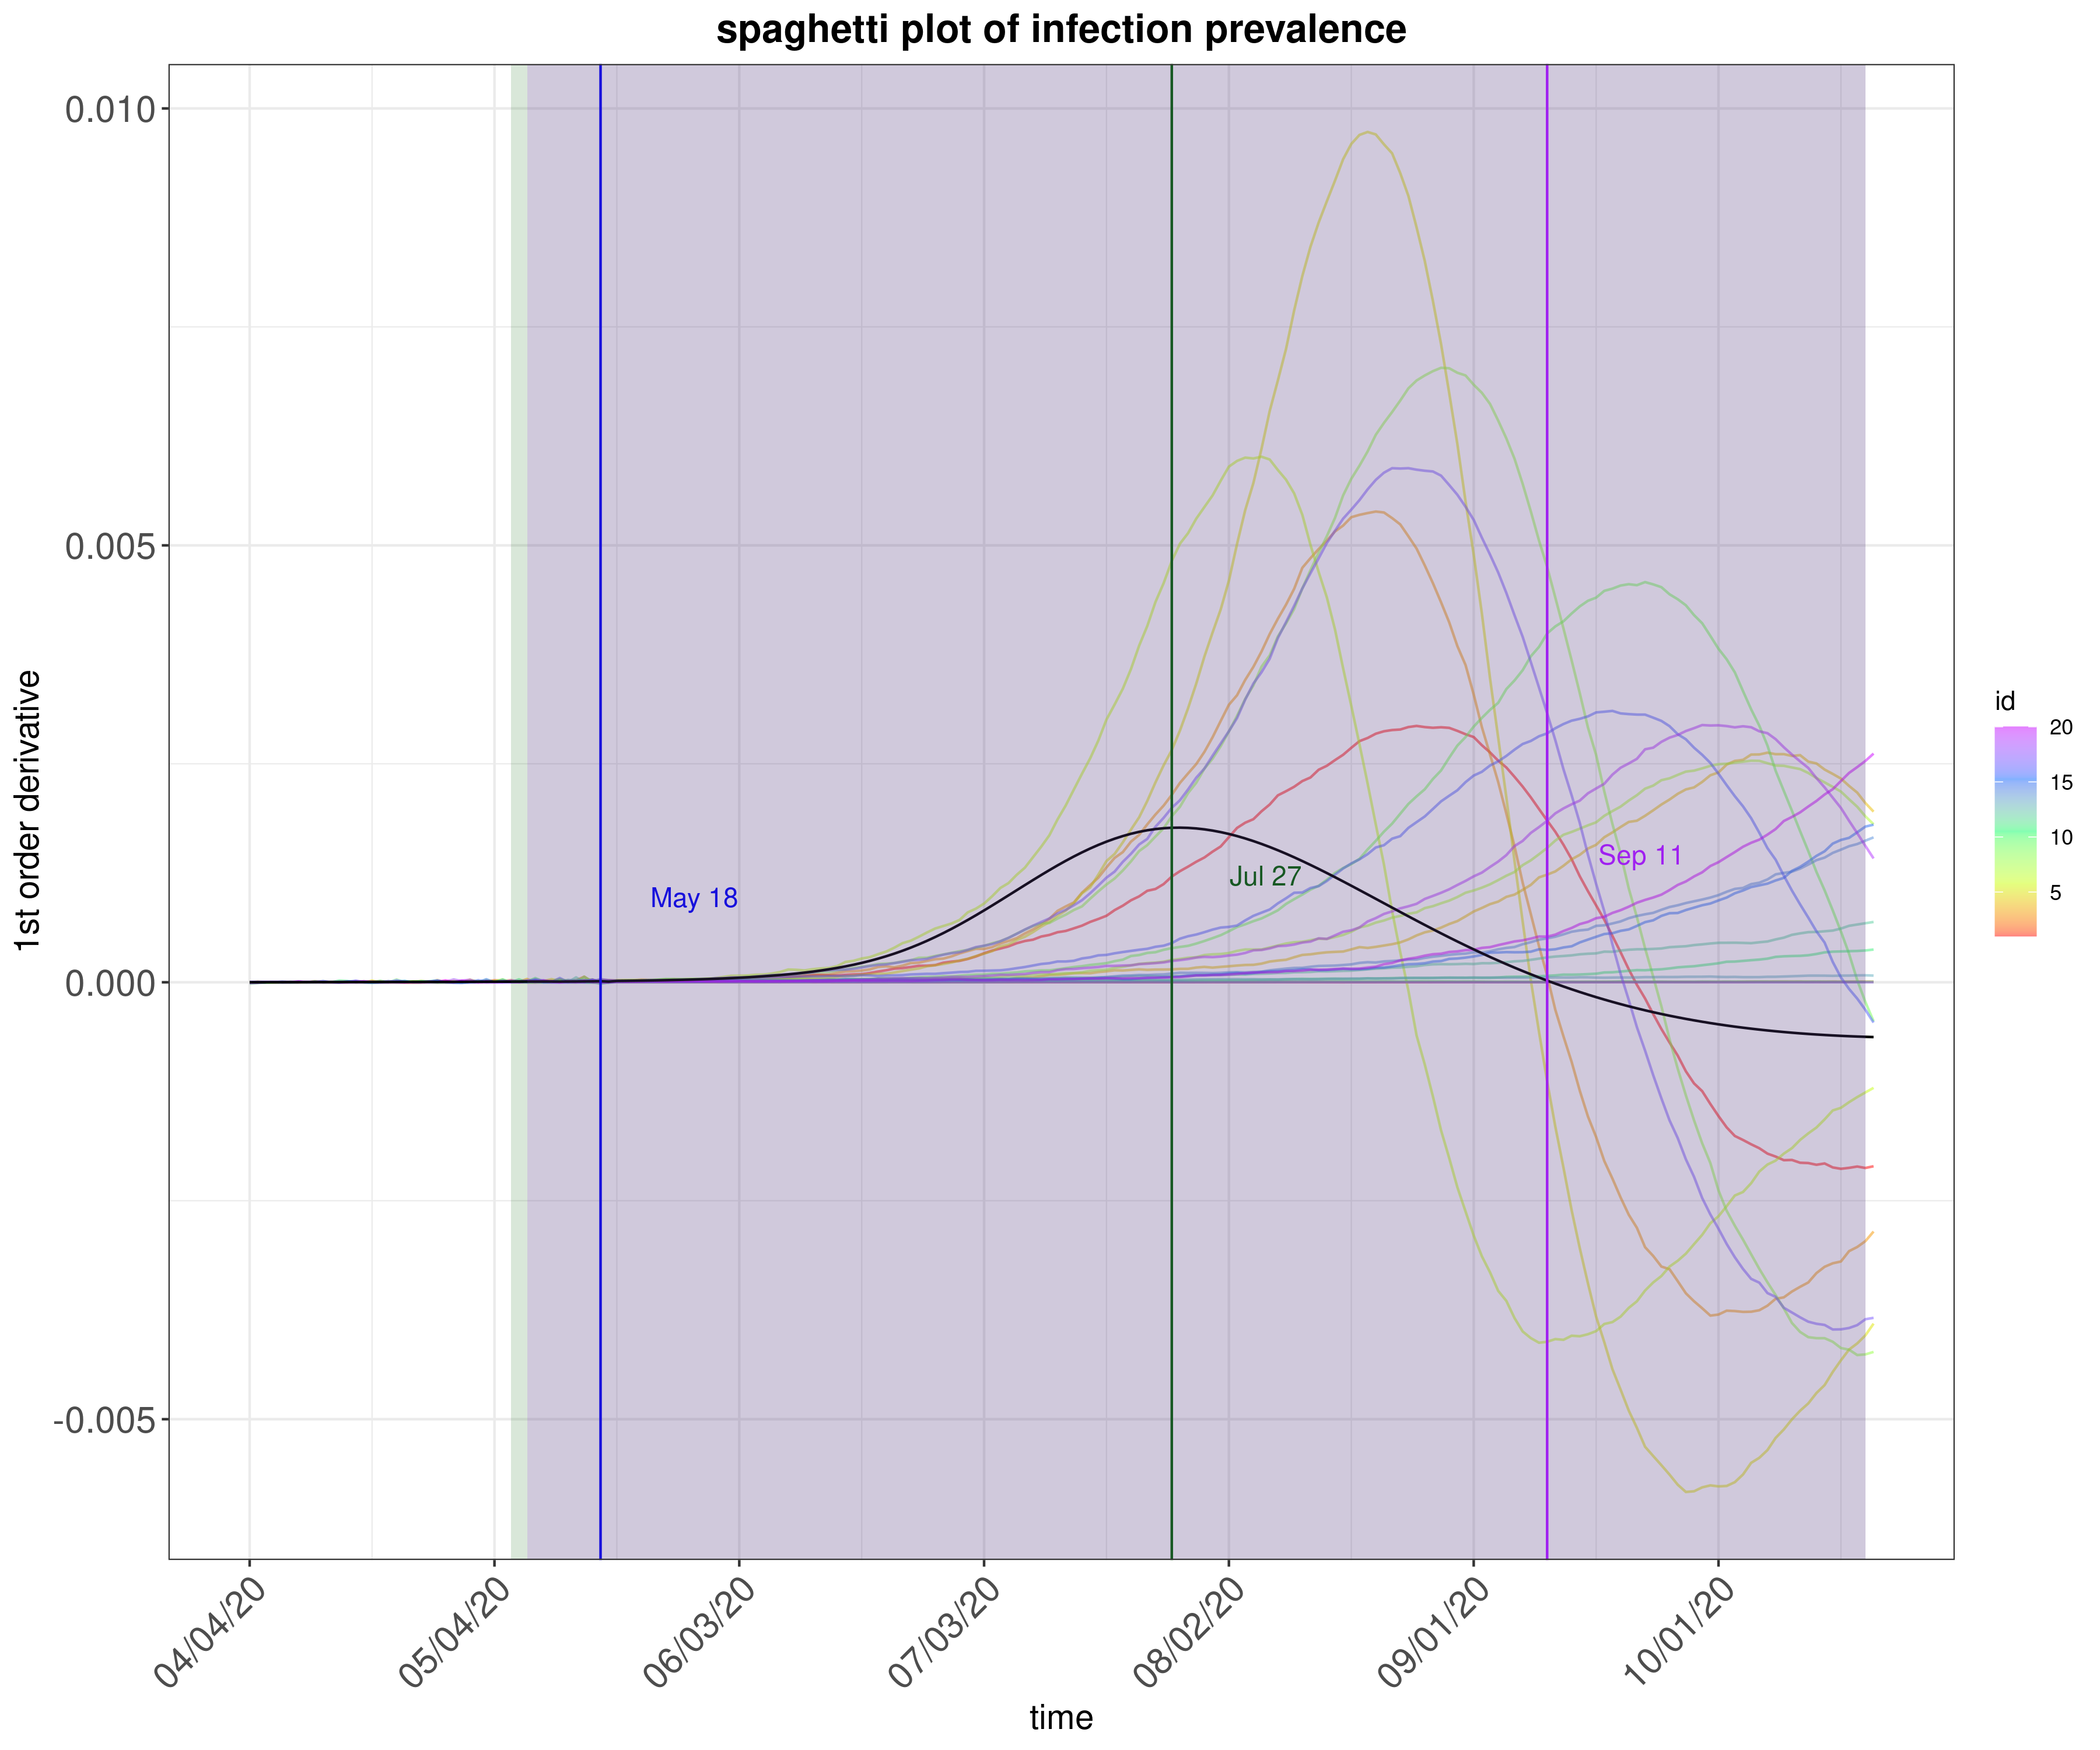 spaghetti plot of infection prevalence
0.010
0.005
0.000
-0.005
1st order derivative
May 18
Jul 27
Sep 11
id
20
15
10
5
04/04/20
05/04/20
06/03/20
07/03/20
08/02/20
09/01/20
10/01/20
time